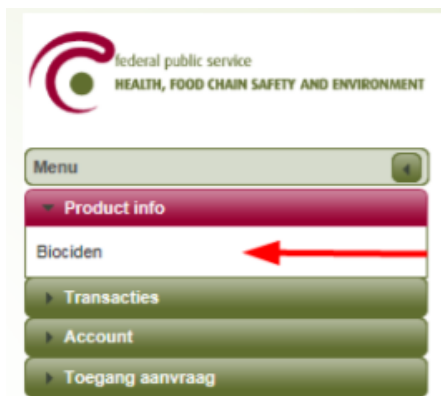 federal public service
HEALTH, FOOD CHAIN SAFETY AND ENVIRONMENT
Menu
Product info
Biociden
Transacties
Account
Toegang aanvraag